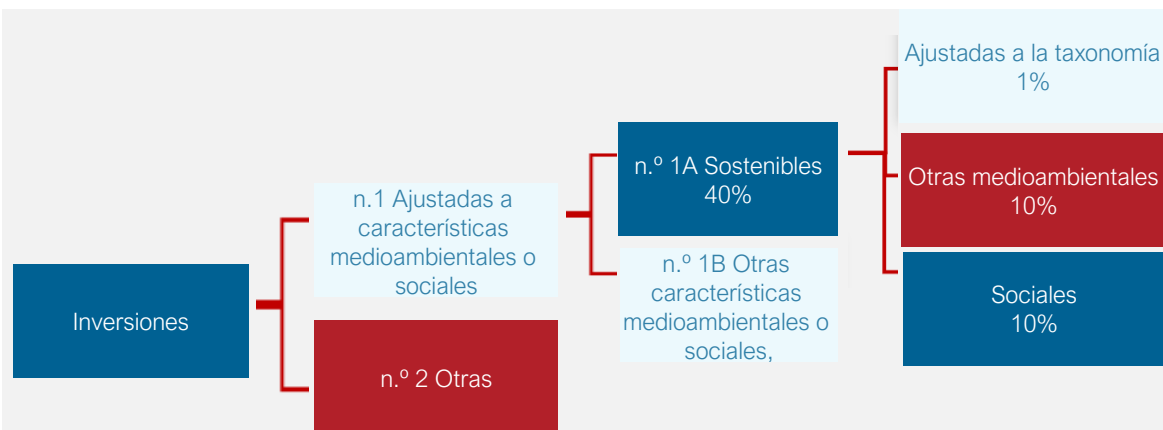 Inversiones
n.1 Ajustadas a
características
medioambientales o
sociales
n.º 2 Otras
n.º 1A Sostenibles
40%
n.º 1B Otras
características
medioambientales o
sociales,
Ajustadas a la taxonomía
1%
Otras medioambientales
10%
Sociales
10%